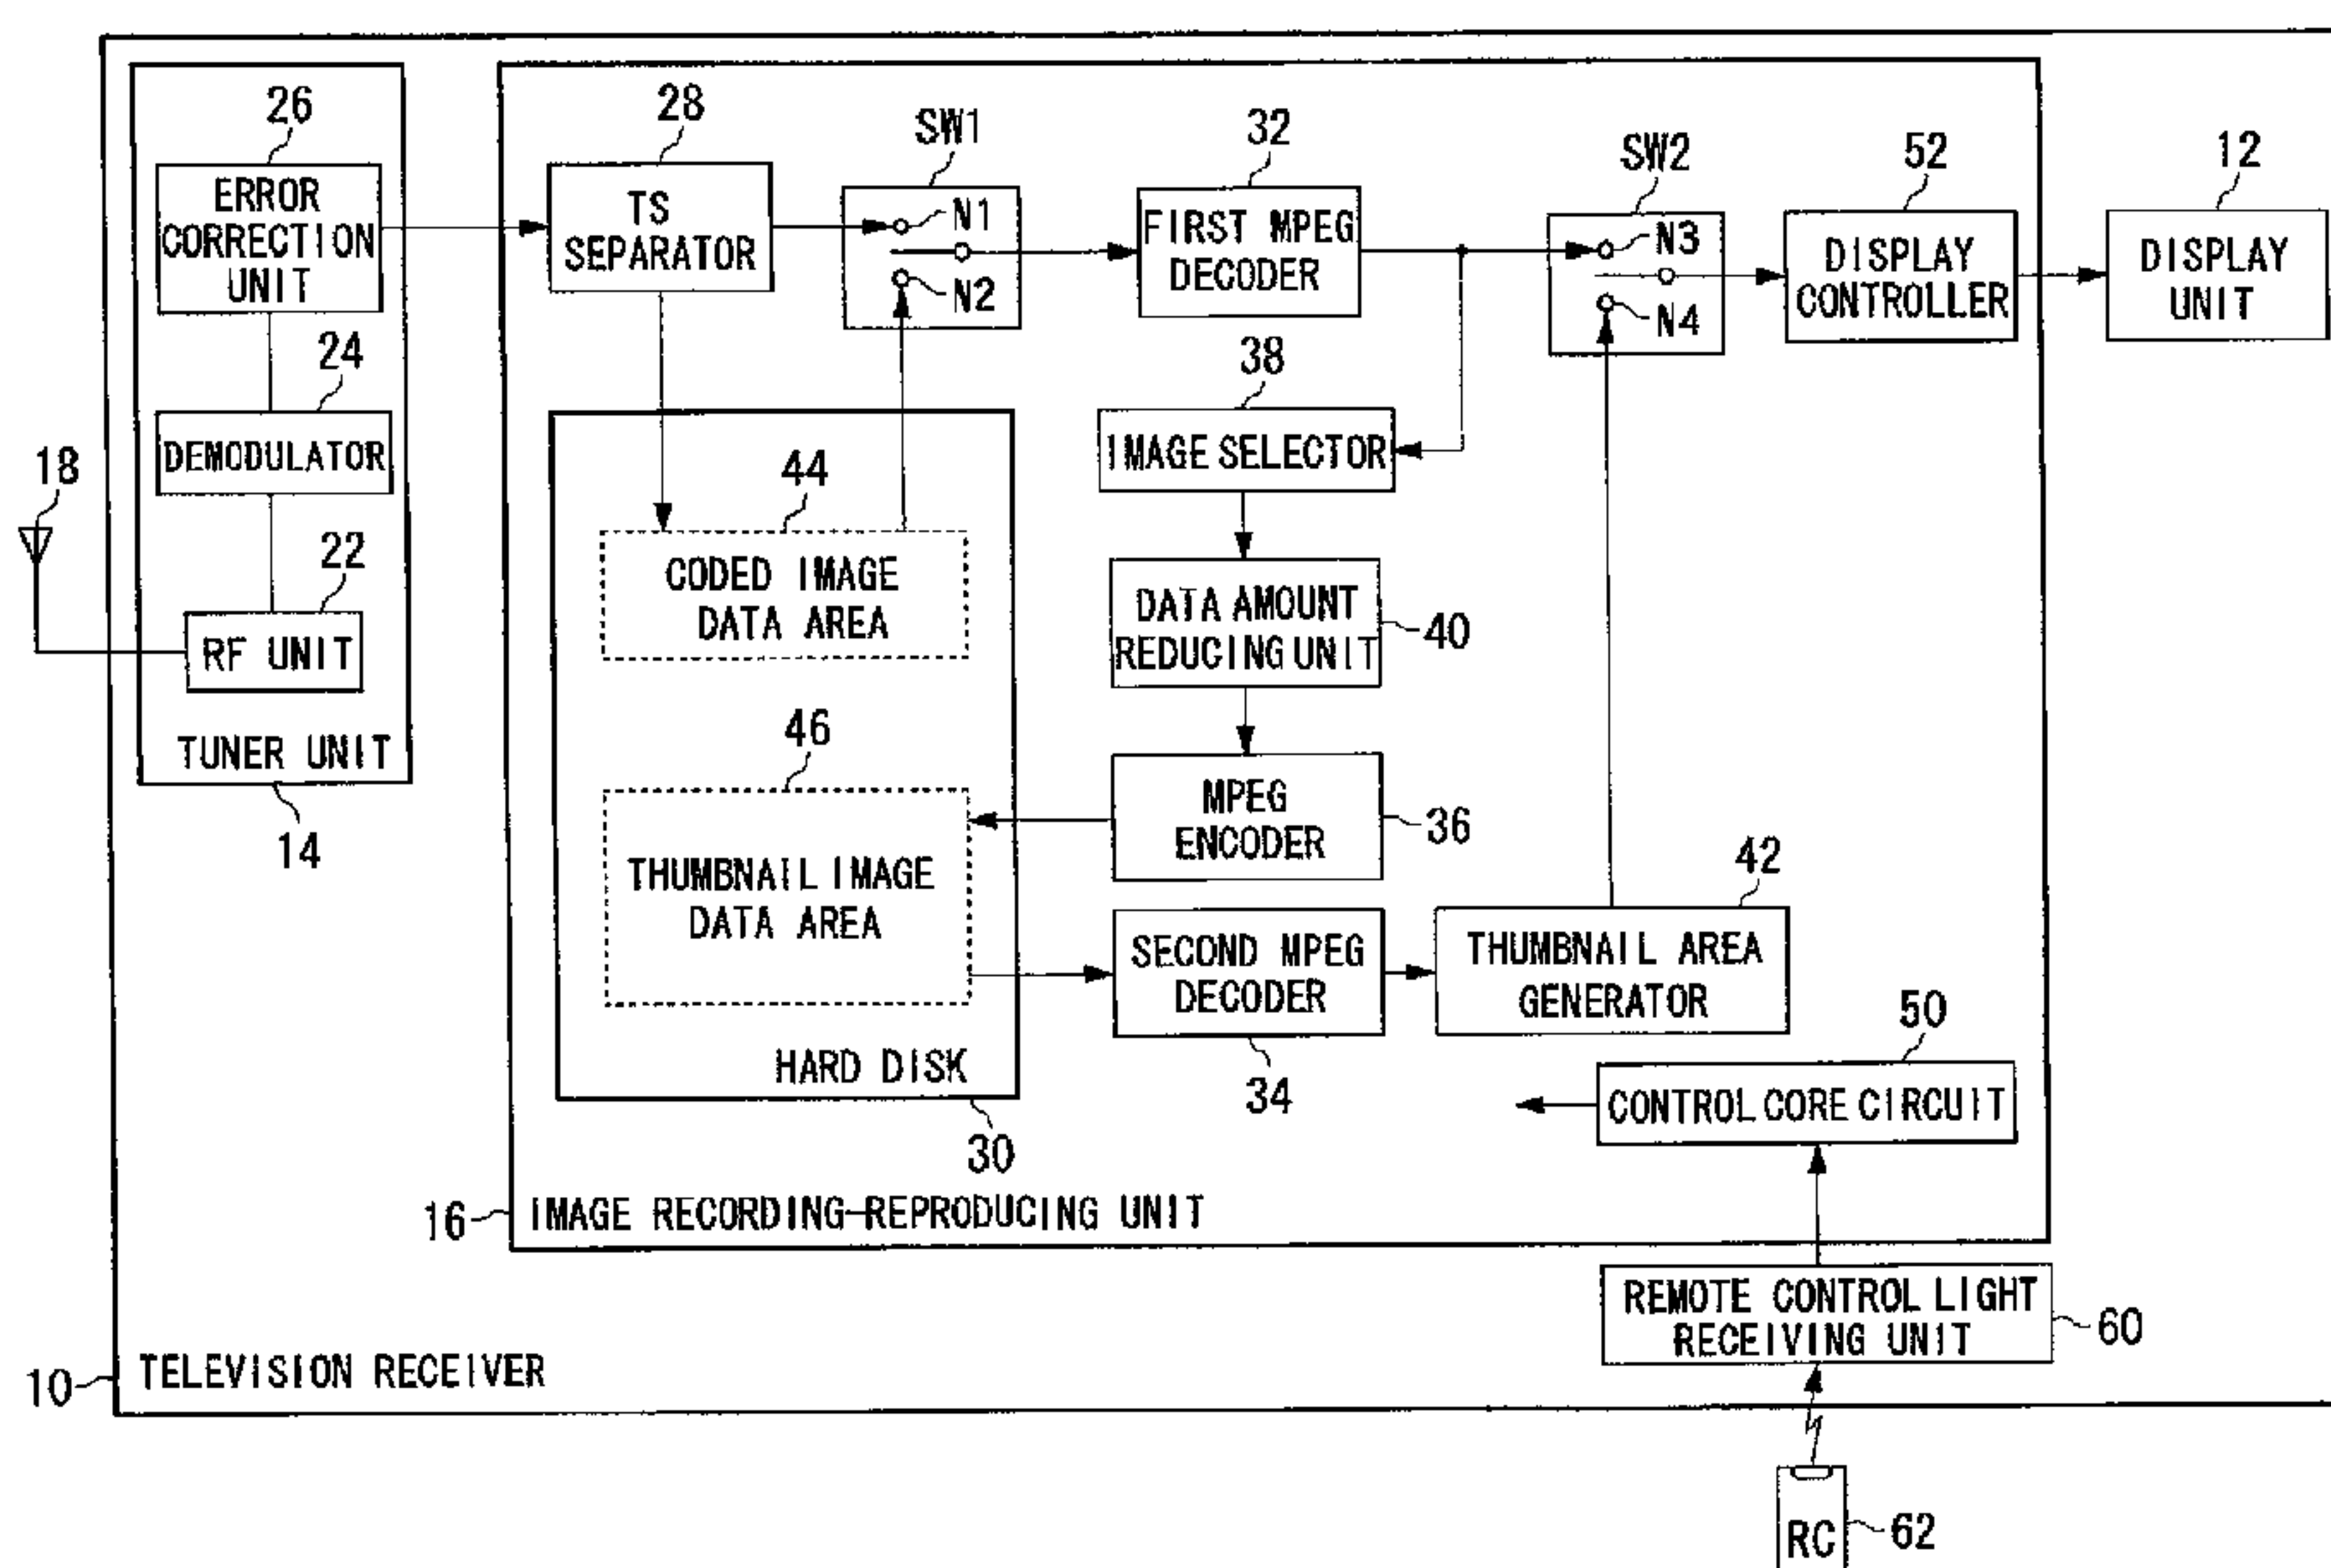 26
ERROR
CORRECTION
UNIT
24
DEMODULATOR
18
22
RF UNIT
TUNER UNIT
14
28
TS
SEPARATOR
SW1
N1
N2
32
FIRST MPEG
DECODER
SW2
N3
N4
52
DISPLAY
CONTROLLER
12
DISPLAY
UNIT
38
IMAGE SELECTOR
44
CODED IMAGE
DATA AREA
DATA AMOUNT
REDUCING UNIT
40
46
THUMBNAIL IMAGE
DATA AREA
MPEG
ENCODER
36
42
SECOND MPEG
DECODER
34
THUMBNAIL AREA
GENERATOR
HARD DISK
30
50
CONTROL CORE CIRCUIT
16
IMAGE RECORDING-REPRODUCING UNIT
REMOTE CONTROL LIGHT
RECEIVING UNIT
60
10
TELEVISION RECEIVER
RC
62